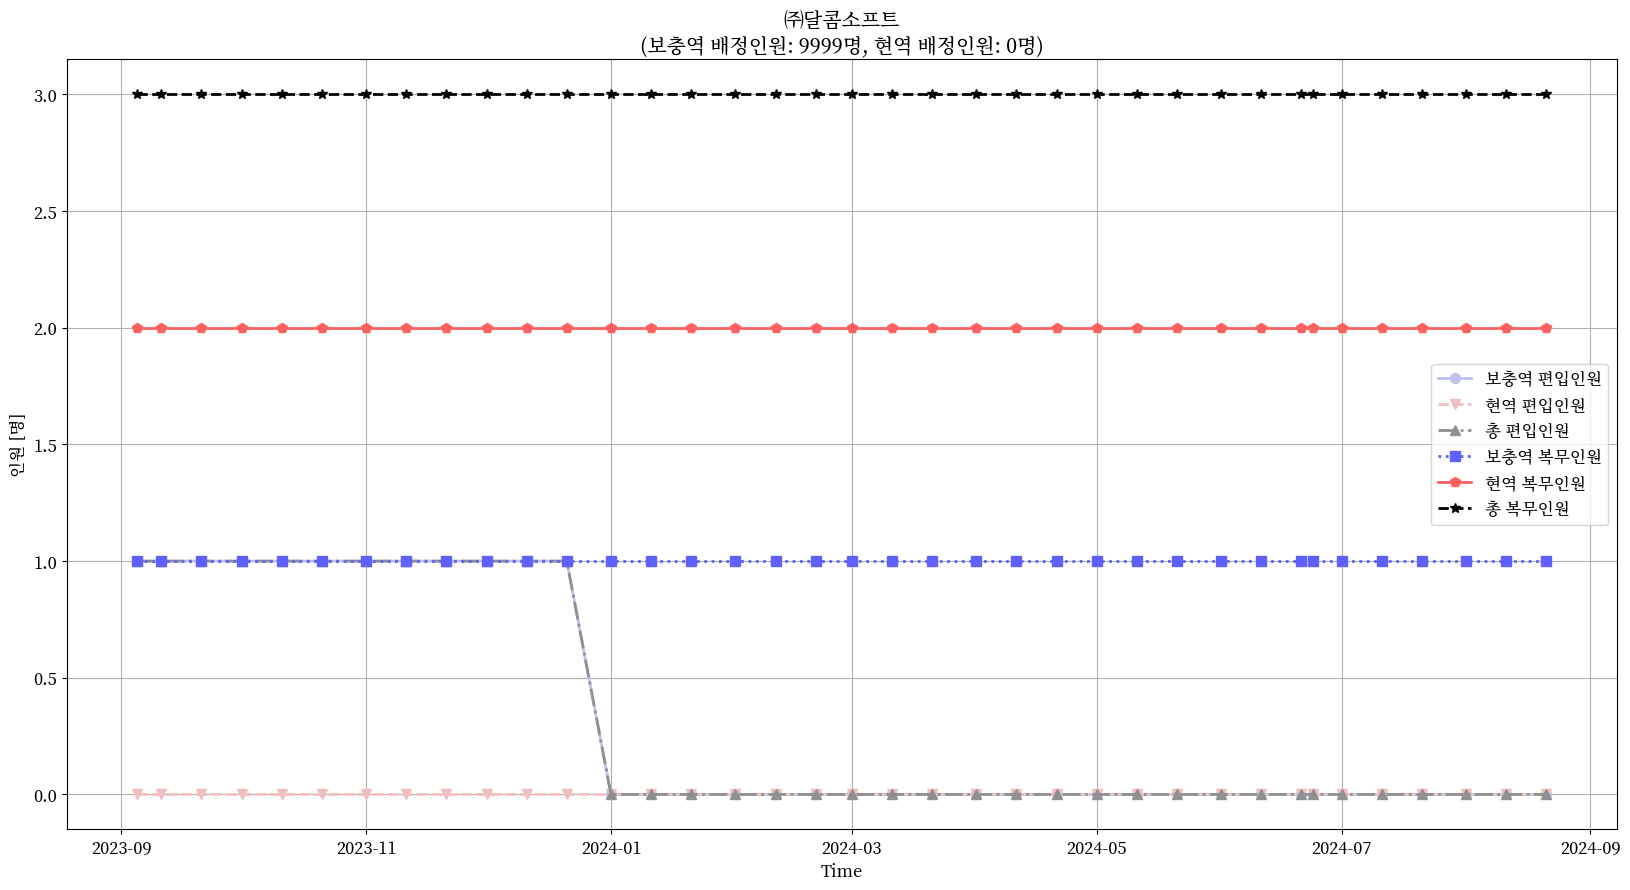 ㈜달콤소프트
(보충역 배정인원: 9999명, 현역 배정인원: 0명)
3.0
2.5
2.0
1.5
1.0
0.5
0.0
인원 [명]
보충역 편입인원
현역 편입인원
총 편입인원
보충역 복무인원
현역 복무인원
총 복무인원
2023-09
2023-11
2024-01
2024-03
2024-05
2024-07
2024-09
Time